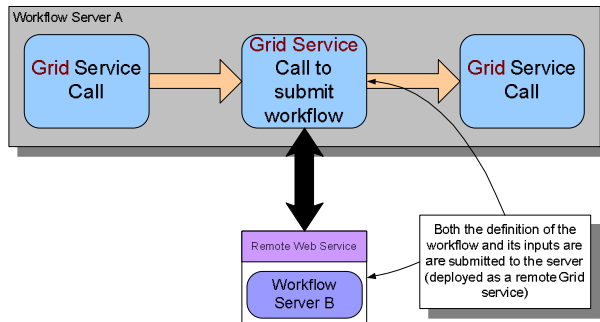 Workflow Server A
Grid Service
Call
Grid Service
Call to
submit
workflow
Grid Service
Call
Remote Web Service
Workflow
Server B
Both the definition of the
workflow and its inputs are
are submitted to the server
(deployed as a remote Grid
service)